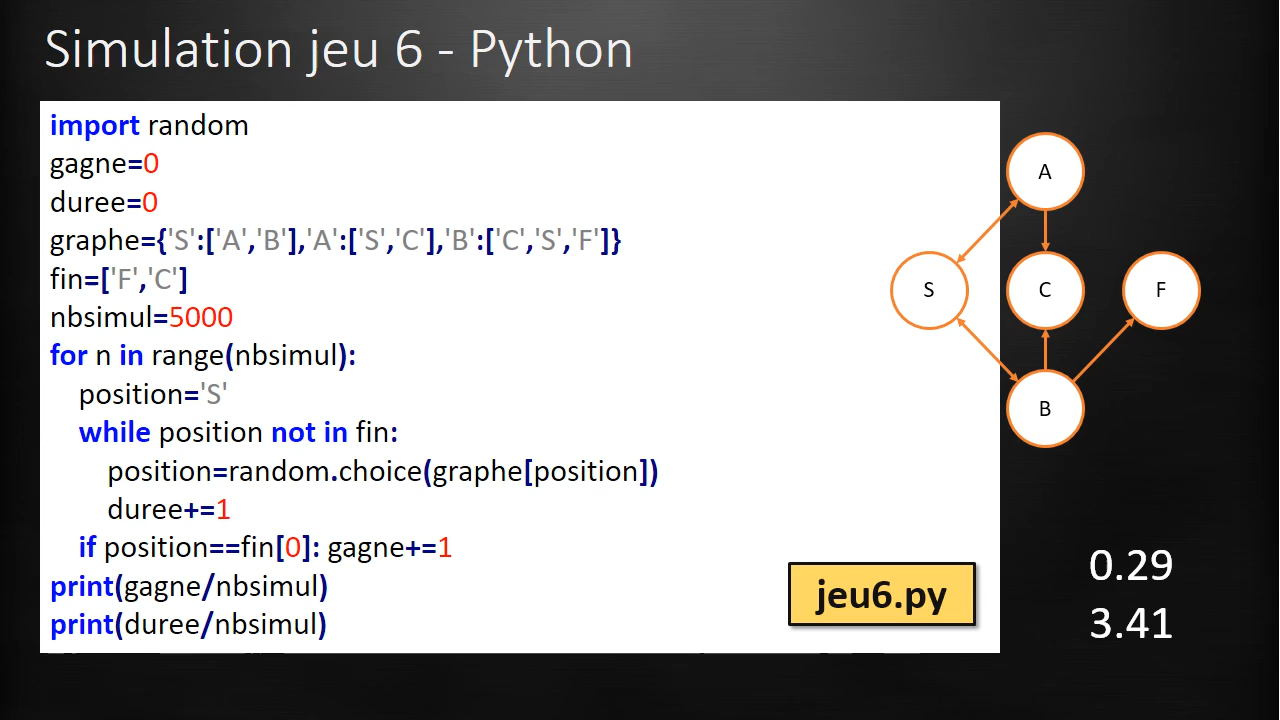 Simulation jeu 6 - Python
import random
gagne=0
duree=0
graphe={'S':['A','B'],'A':['S','C'],'B':['C','S','F']}
fin=['F','C']
nbsimul=5000
for n in range(nbsimul):
    position='S'
    while position not in fin:
        position=random.choice(graphe[position])
        duree+=1
    if position==fin[0]: gagne+=1
print(gagne/nbsimul)
print(duree/nbsimul)
jeu6.py
A
S
C
F
B
0.29
3.41